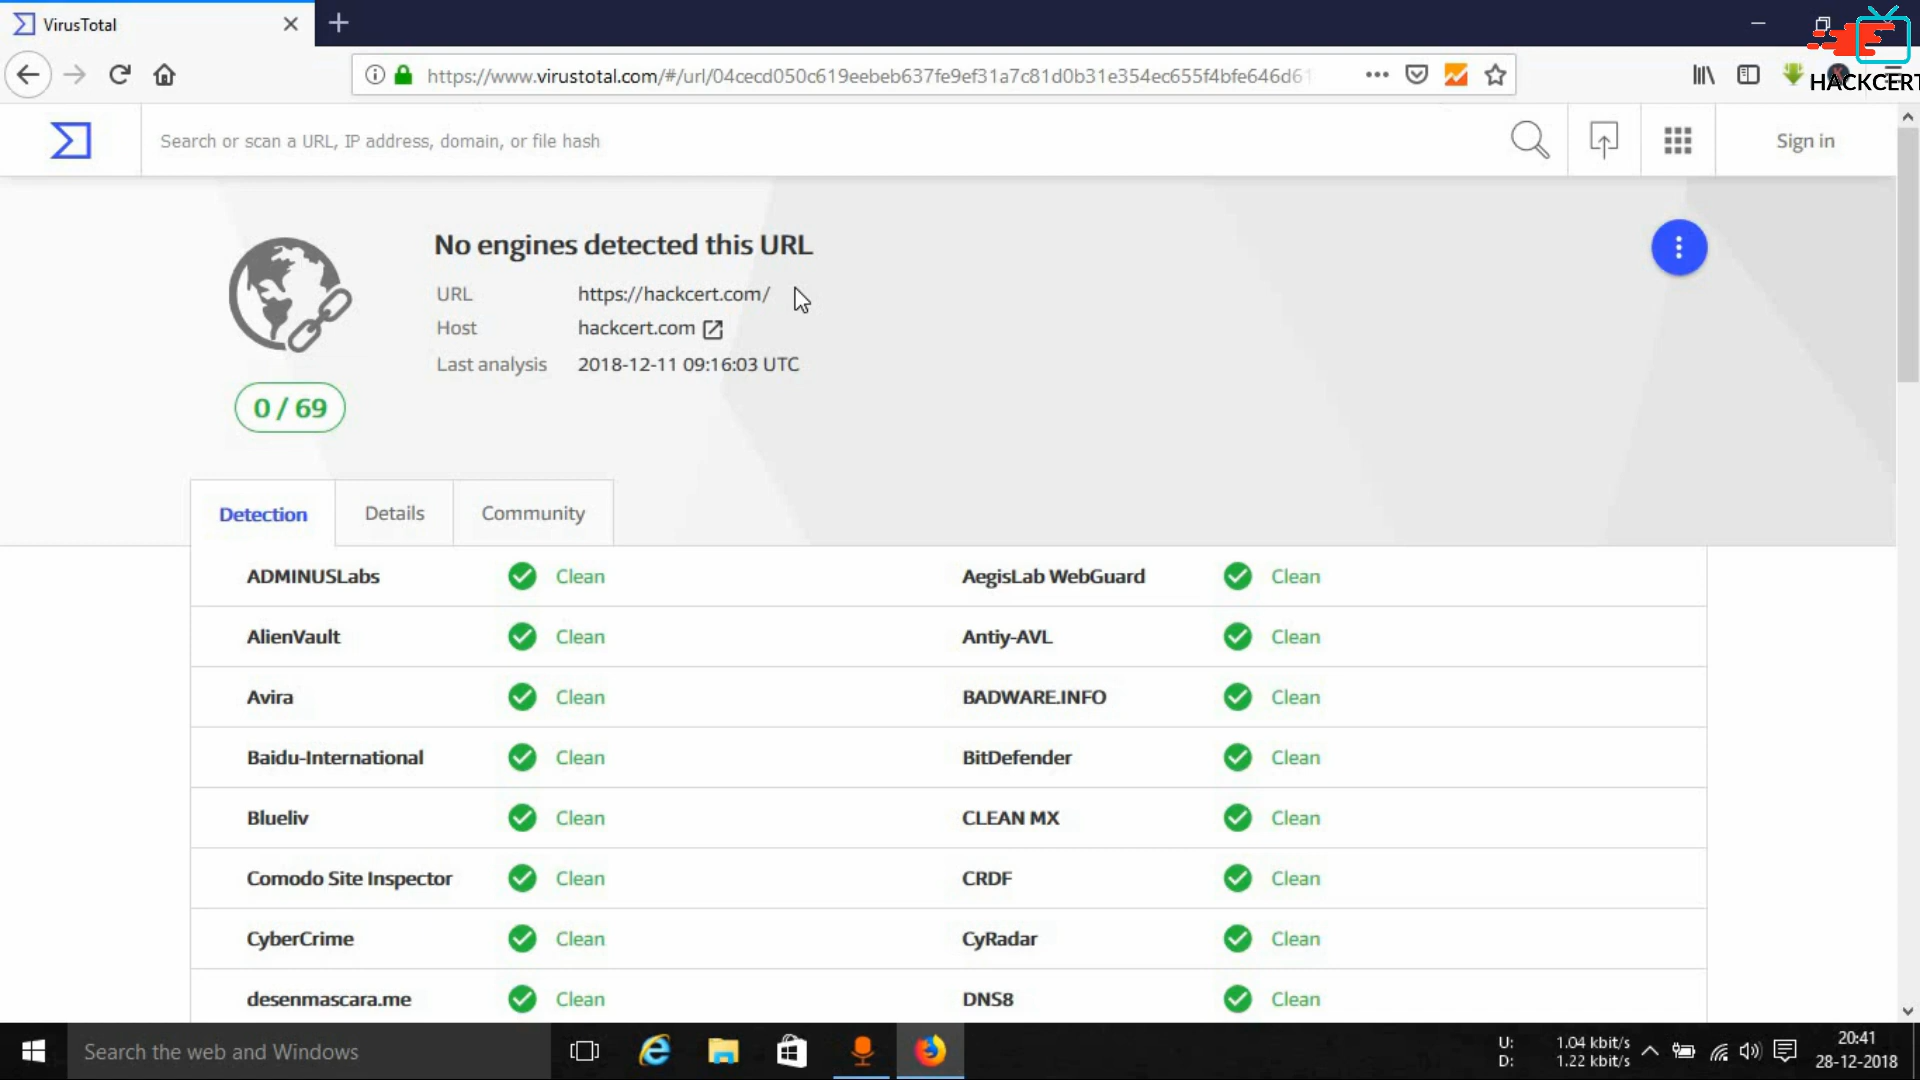 VirusTotal
https://www.virustotal.com/#/url/04cecd050c619eebeb637fe9ef31a7c81d0b31e354ec655f4bfe646d61
HACKCERT
Search or scan a URL, IP address, domain, or file hash
Sign in
No engines detected this URL
URL https://hackcert.com/
Host hackcert.com
Last analysis 2018-12-11 09:16:03 UTC
0 / 69
Detection Details Community
ADMINUSLabs Clean AegisLab WebGuard Clean
AlienVault Clean Antiy-AVL Clean
Avira Clean BADWARE.INFO Clean
Baidu-International Clean BitDefender Clean
Blueliv Clean CLEAN MX Clean
Comodo Site Inspector Clean CRDF Clean
CyberCrime Clean CyRadar Clean
desenmascara.me Clean DNS8 Clean
Search the web and Windows
U: 1.04 kbit/s
D: 1.22 kbit/s
20:41
28-12-2018